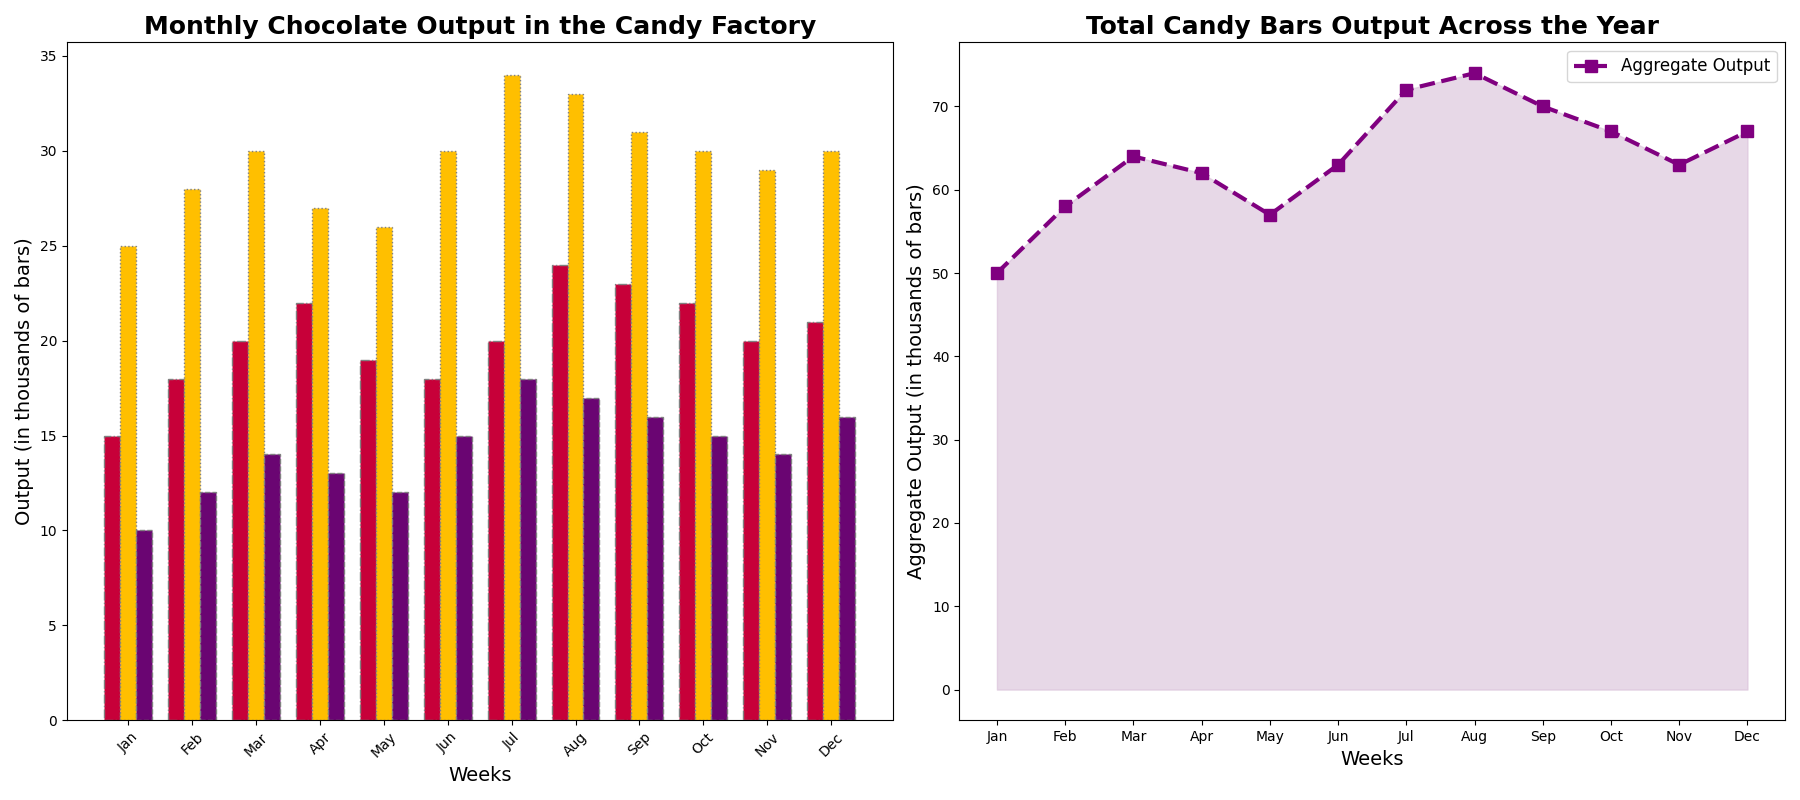 Monthly Chocolate Output in the Candy Factory
Output (in thousands of bars)
35
30
25
20
15
10
5
0
Jan
Feb
Mar
Apr
May
Jun
Jul
Aug
Sep
Oct
Nov
Dec
Weeks
Total Candy Bars Output Across the Year
Aggregate Output
Aggregate Output (in thousands of bars)
70
60
50
40
30
20
10
0
Jan
Feb
Mar
Apr
May
Jun
Jul
Aug
Sep
Oct
Nov
Dec
Weeks